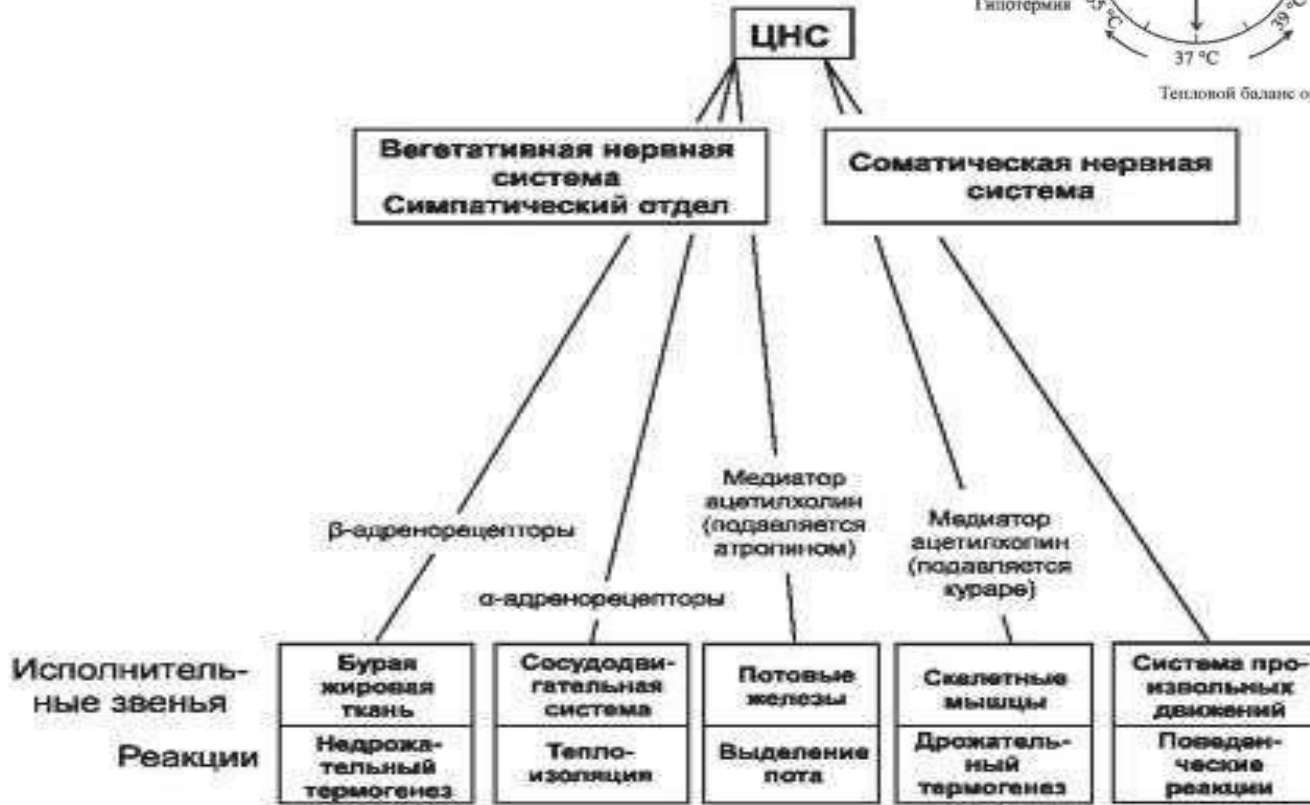 Гипотермия
35 °C
39 °C
37 °C
Тепловой баланс
ЦНС
Вегетативная нервная
система
Симпатический отдел
Соматическая нервная
система
β-адренорецепторы
α-адренорецепторы
Медиатор
ацетилхолин
(подавляется
атропином)
Медиатор
ацетилхолин
(подавляется
кураре)
Исполнитель-
ные звенья
Бурая
жировая
ткань
Сосудодви-
гательная
система
Потовые
железы
Скелетные
мышцы
Система про-
извольных
движений
Реакции
Недрожа-
тельный
термогенез
Тепло-
изоляция
Выделение
пота
Дрожатель-
ный
термогенез
Поведен-
ческие
реакции